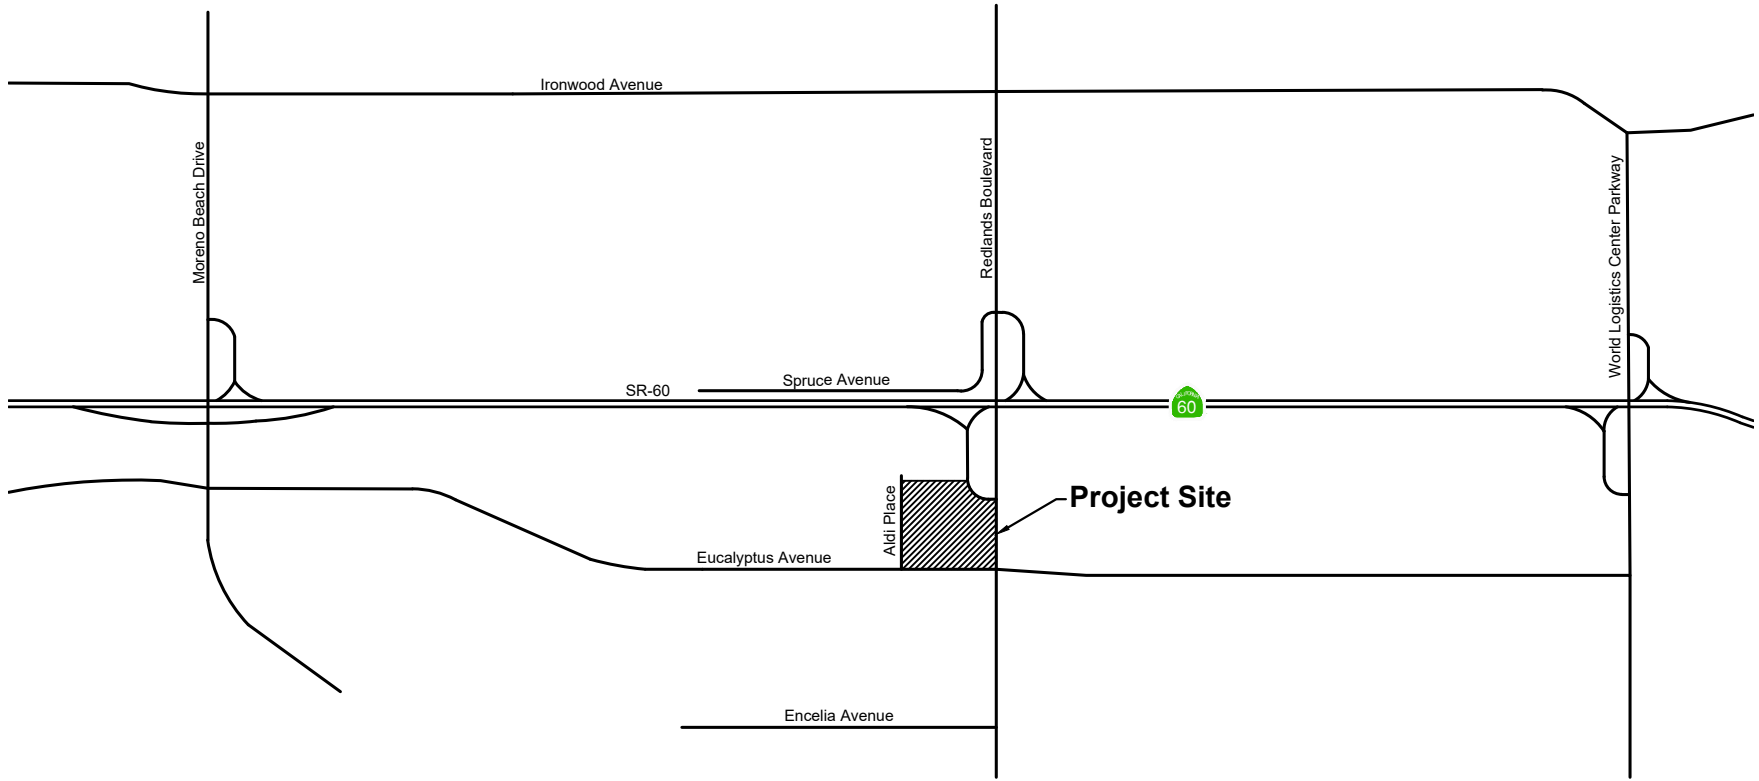 Ironwood Avenue
Moreno Beach Drive
Redlands Boulevard
World Logistics Center Parkway
Spruce Avenue
SR-60
CALIFORNIA
60
Project Site
Aldi Place
Eucalyptus Avenue
Encelia Avenue